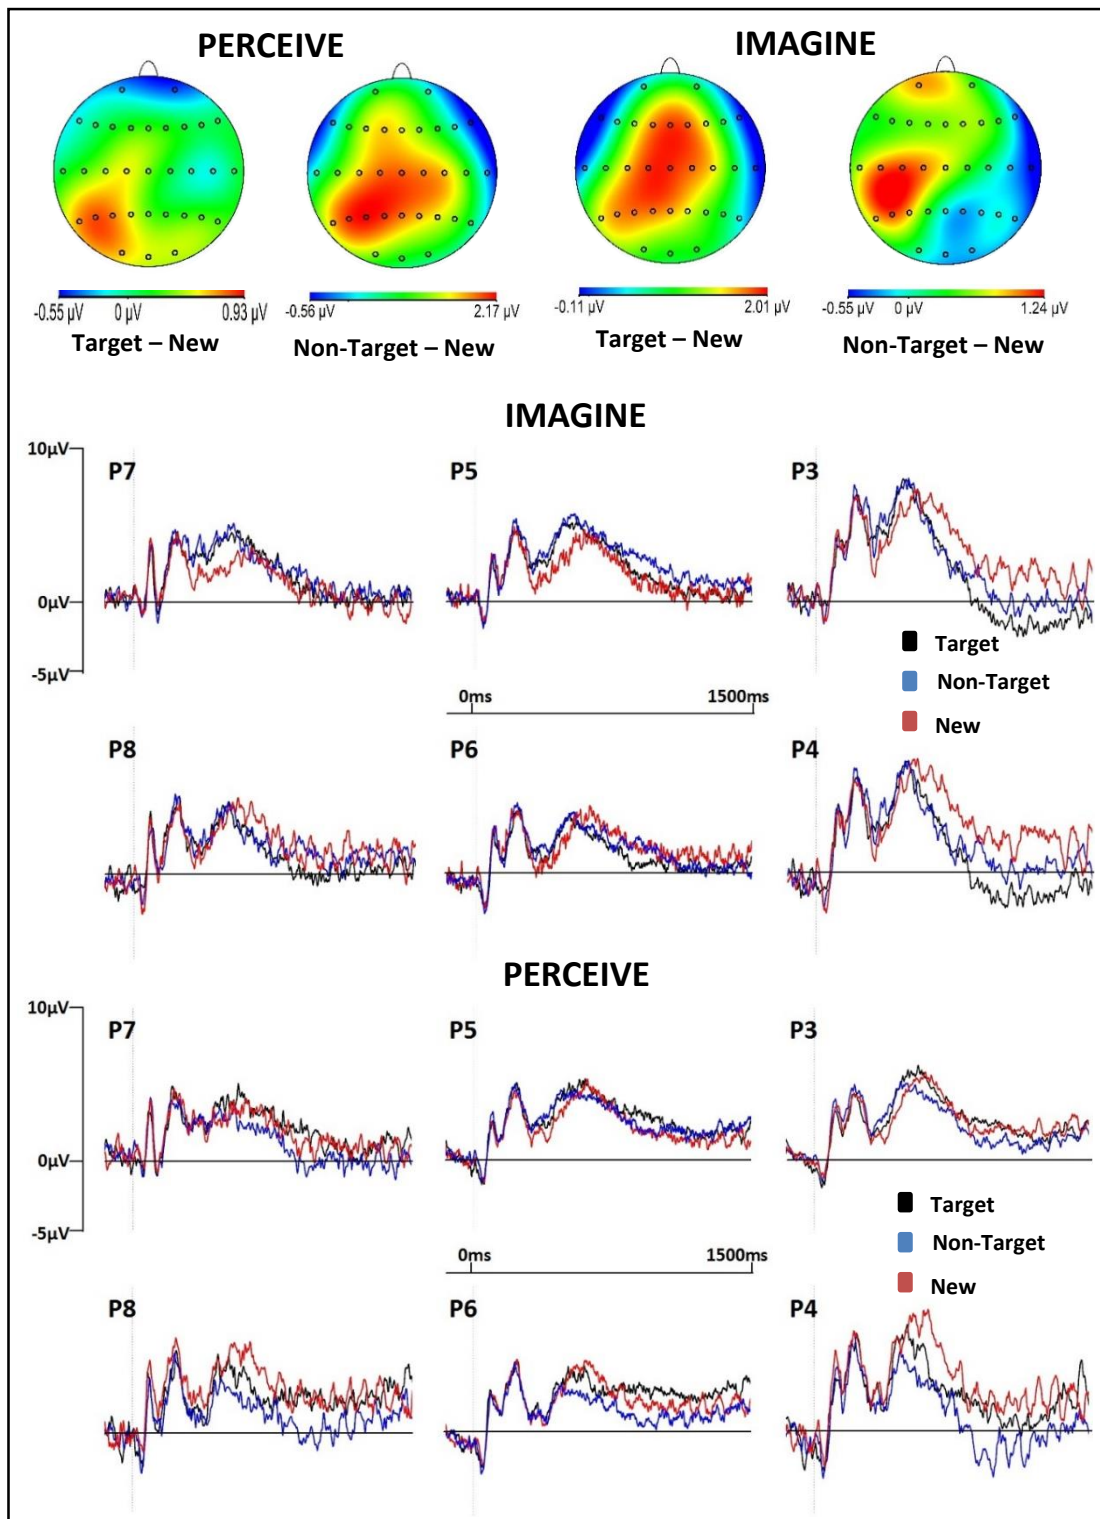 PERCEIVE IMAGINE
-0.55 µV 0 µV 0.93 µV -0.56 µV 2.17 µV -0.11 µV 2.01 µV -0.55 µV 0 µV 1.24 µV
Target – New Non-Target – New Target – New Non-Target – New
IMAGINE
10µV
P7 P5 P3
0µV
Target
-5µV
Non-Target
0ms 1500ms
New
P8 P6 P4
PERCEIVE
10µV
P7 P5 P3
0µV
Target
-5µV
Non-Target
0ms 1500ms
New
P8 P6 P4